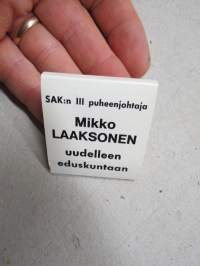 SAK:n III puheenjohtaja
Mikko
LAAKSONEN
uudelleen
eduskuntaan